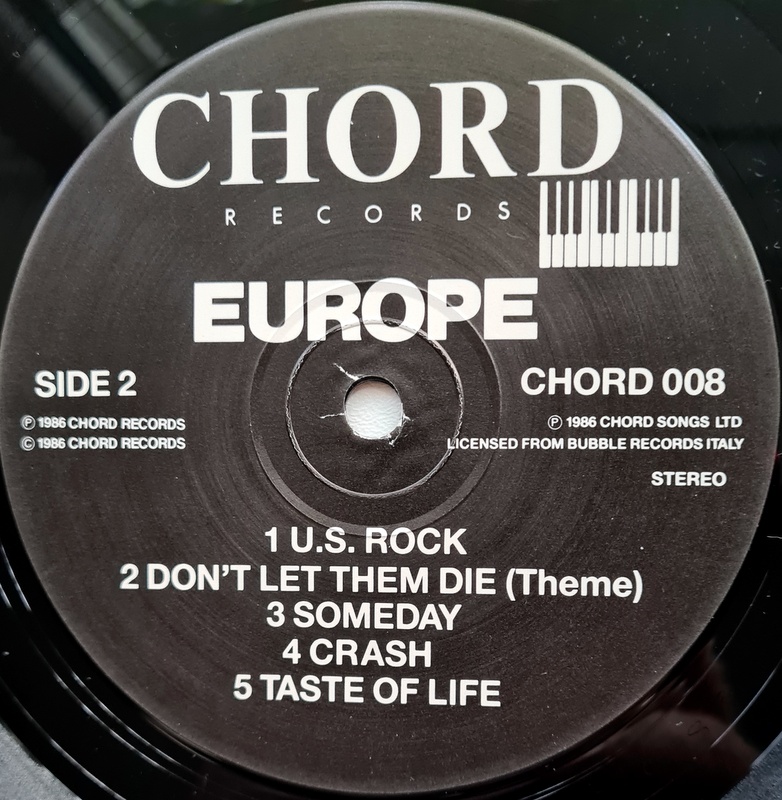 CHORD
RECORDS
EUROPE
SIDE 2
CHORD 008
℗ 1986 CHORD RECORDS
© 1986 CHORD RECORDS
℗ 1986 CHORD SONGS LTD
LICENSED FROM BUBBLE RECORDS ITALY
STEREO
1 U.S. ROCK
2 DON'T LET THEM DIE (Theme)
3 SOMEDAY
4 CRASH
5 TASTE OF LIFE